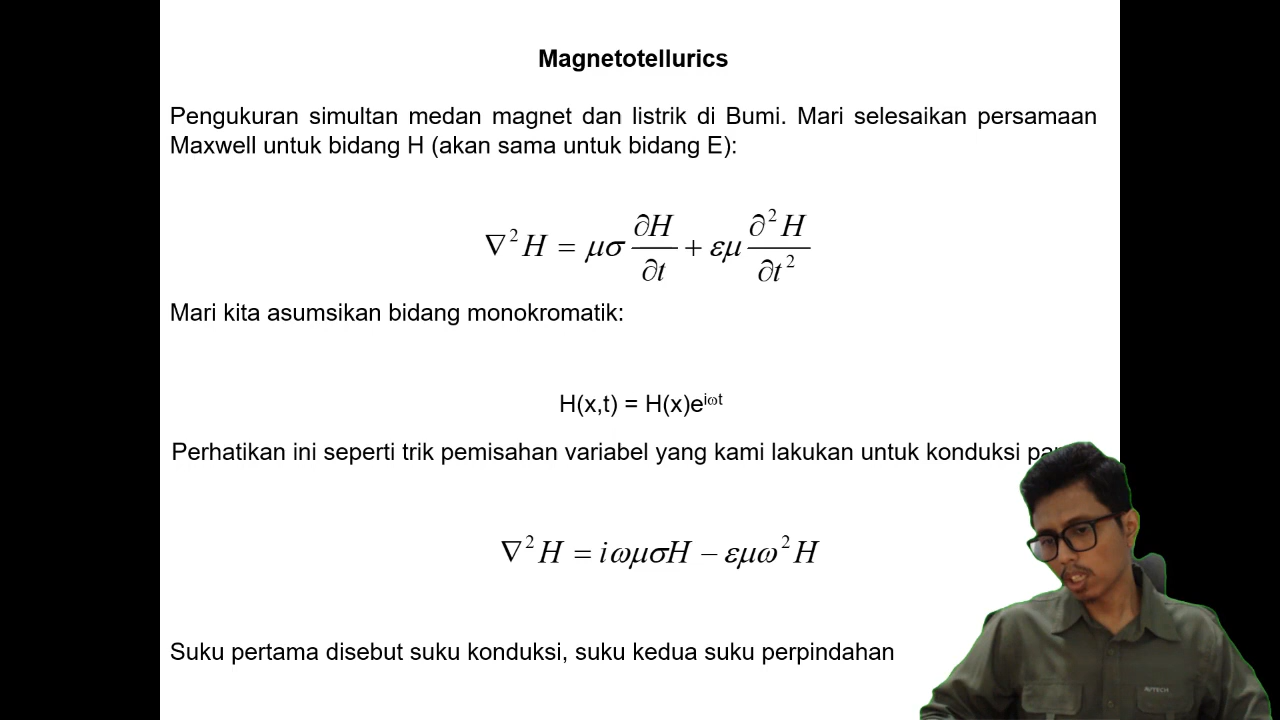 Magnetotellurics
Pengukuran simultan medan magnet dan listrik di Bumi. Mari selesaikan persamaan
Maxwell untuk bidang H (akan sama untuk bidang E):
∇²H = μσ ∂H/∂t + εμ ∂²H/∂t²
Mari kita asumsikan bidang monokromatik:
H(x,t) = H(x)e^iωt
Perhatikan ini seperti trik pemisahan variabel yang kami lakukan untuk konduksi
∇²H = iωμσH − εμω²H
Suku pertama disebut suku konduksi, suku kedua suku perpindahan